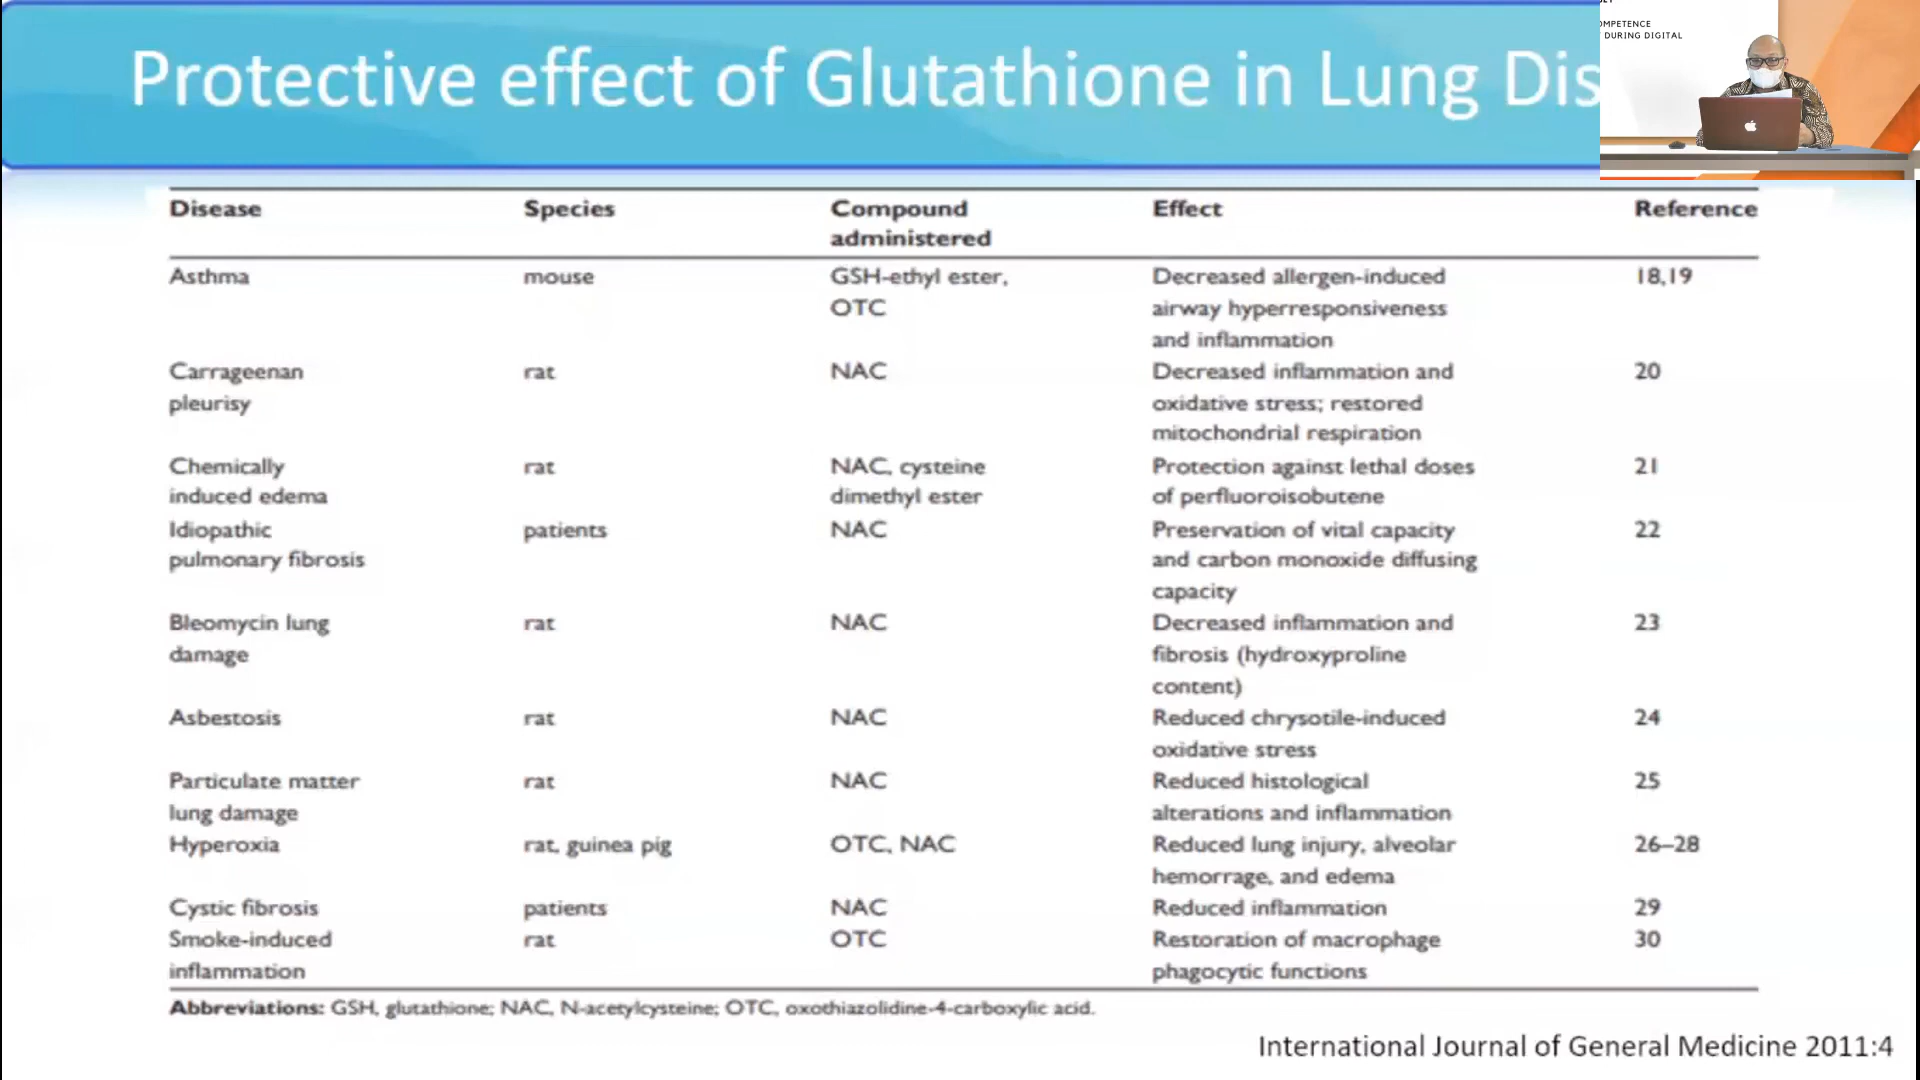 Protective effect of Glutathione in Lung Dis
OMPETENCE
DURING DIGITAL
Disease Species Compound administered Effect Reference
Asthma mouse GSH-ethyl ester, Decreased allergen-induced 18,19
OTC airway hyperresponsiveness
and inflammation
Carrageenan rat NAC Decreased inflammation and 20
pleurisy oxidative stress; restored
mitochondrial respiration
Chemically rat NAC, cysteine Protection against lethal doses 21
induced edema dimethyl ester of perfluoroisobutene
Idiopathic patients NAC Preservation of vital capacity 22
pulmonary fibrosis and carbon monoxide diffusing
capacity
Bleomycin lung rat NAC Decreased inflammation and 23
damage fibrosis (hydroxyproline
content)
Asbestosis rat NAC Reduced chrysotile-induced 24
oxidative stress
Particulate matter rat NAC Reduced histological 25
lung damage alterations and inflammation
Hyperoxia rat, guinea pig OTC, NAC Reduced lung injury, alveolar 26–28
hemorrage, and edema
Cystic fibrosis patients NAC Reduced inflammation 29
Smoke-induced rat OTC Restoration of macrophage 30
inflammation phagocytic functions
Abbreviations: GSH, glutathione; NAC, N-acetylcysteine; OTC, oxothiazolidine-4-carboxylic acid.
International Journal of General Medicine 2011:4